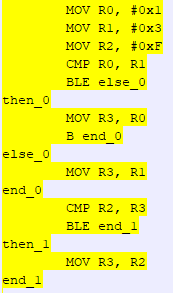 MOV R0, #0x1
MOV R1, #0x3
MOV R2, #0xF
CMP R0, R1
BLE else_0
then_0
MOV R3, R0
B end_0
else_0
MOV R3, R1
end_0
CMP R2, R3
BLE end_1
then_1
MOV R3, R2
end_1